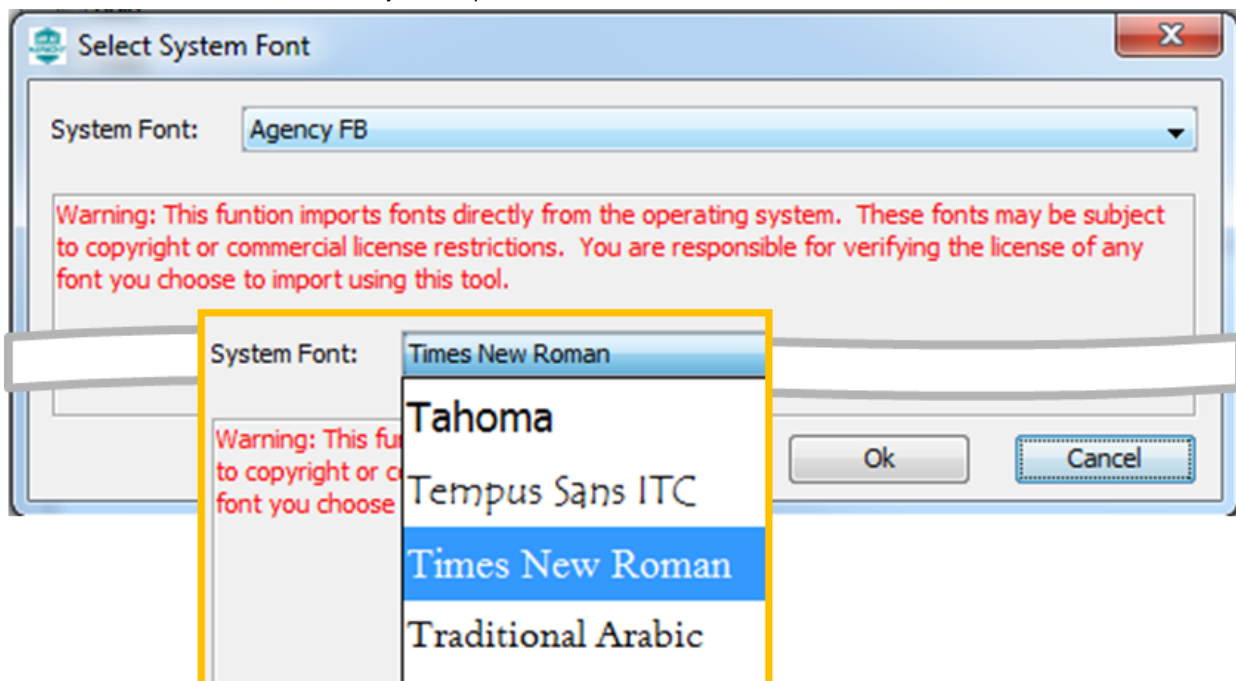 Select System Font
System Font: Agency FB
Warning: This funtion imports fonts directly from the operating system. These fonts may be subject
to copyright or commercial license restrictions. You are responsible for verifying the license of any
font you choose to import using this tool.
System Font: Times New Roman
Tahoma
Tempus Sans ITC
Times New Roman
Traditional Arabic
Warning: This
to copyright or
font you choose
Ok Cancel